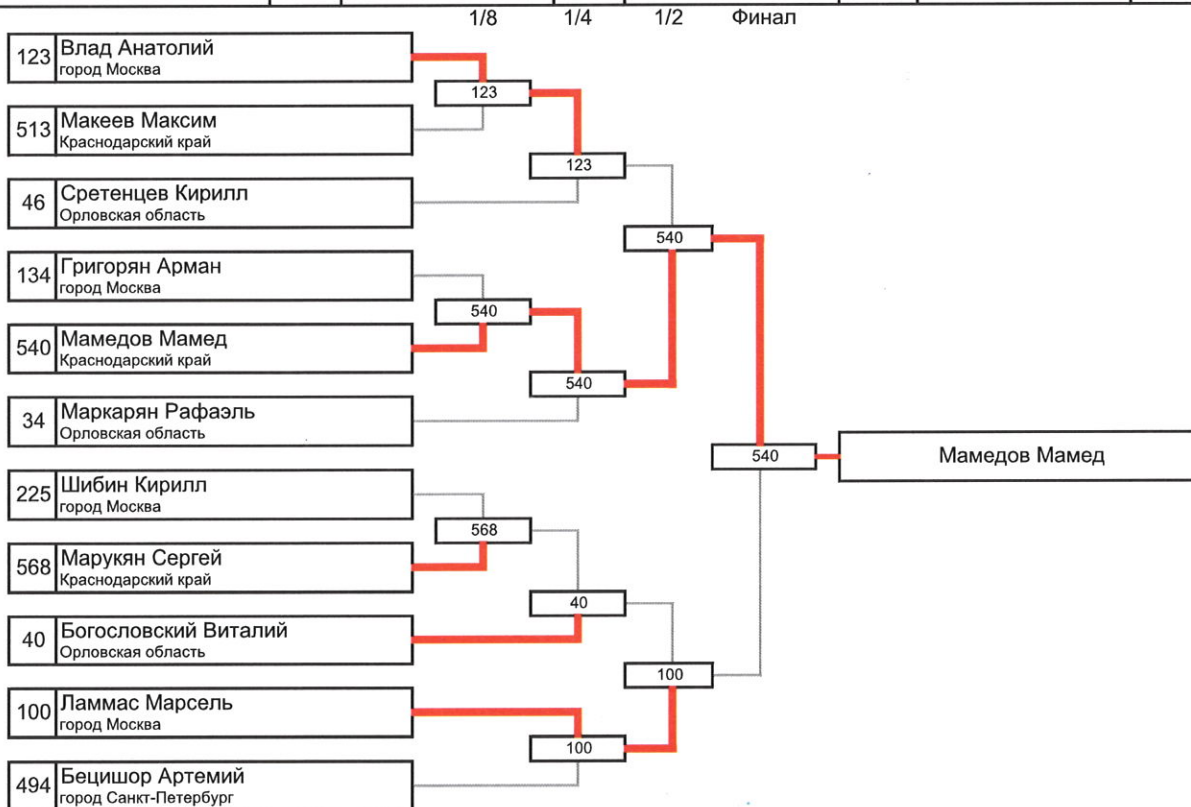 1/8 1/4 1/2 Финал
123 Влад Анатолий
город Москва
123
513 Макеев Максим
Краснодарский край
123
46 Сретенцев Кирилл
Орловская область
540
134 Григорян Арман
город Москва
540
540 Мамедов Мамед
Краснодарский край
540
34 Маркарян Рафаэль
Орловская область
540 Мамедов Мамед
225 Шибин Кирилл
город Москва
568
568 Марукян Сергей
Краснодарский край
40
40 Богословский Виталий
Орловская область
100
100 Ламмас Марсель
город Москва
100
494 Бецишор Артемий
город Санкт-Петербург